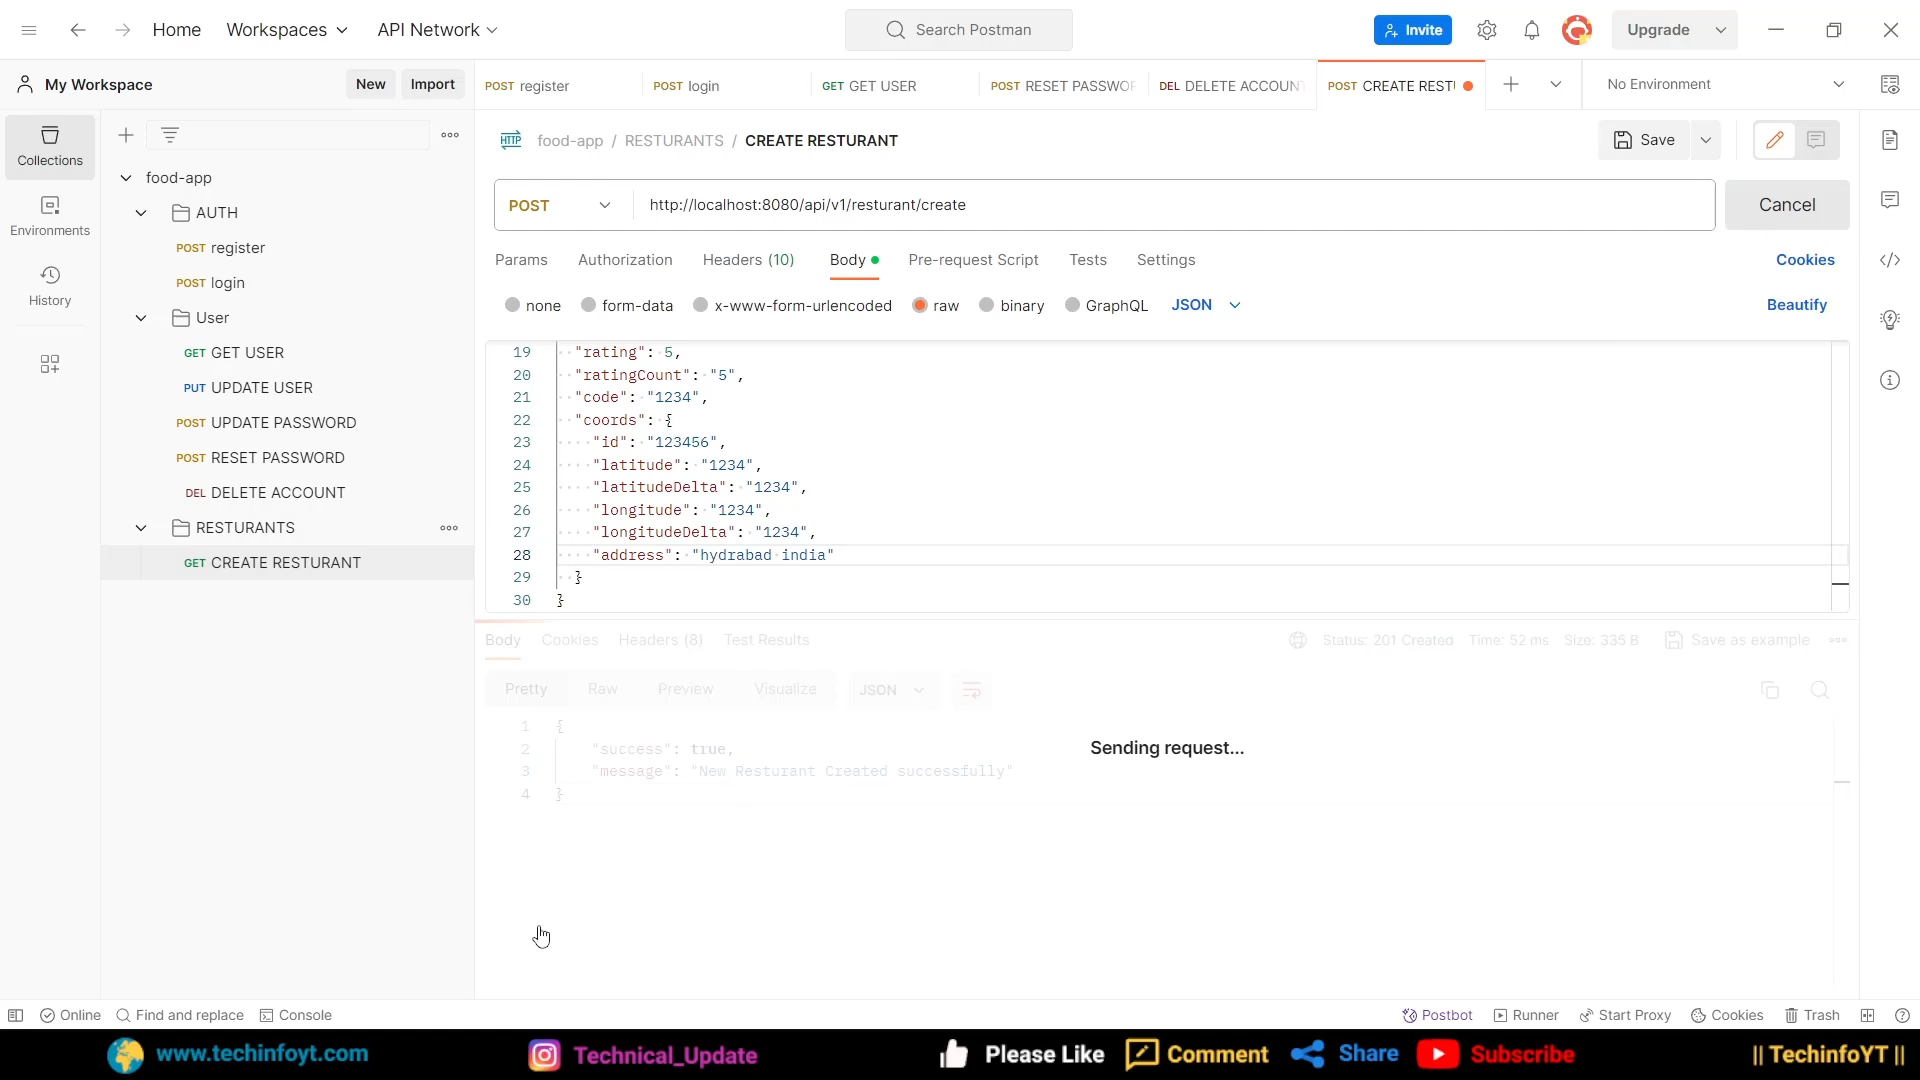 Home Workspaces API Network Search Postman Invite Upgrade
My Workspace New Import POST register POST login GET GET USER POST RESET PASSWOR DEL DELETE ACCOUNT POST CREATE REST No Environment
Collections
Environments
History
food-app
AUTH
POST register
POST login
User
GET GET USER
PUT UPDATE USER
POST UPDATE PASSWORD
POST RESET PASSWORD
DEL DELETE ACCOUNT
RESTURANTS
GET CREATE RESTURANT
HTTP food-app / RESTURANTS / CREATE RESTURANT Save
POST http://localhost:8080/api/v1/resturant/create Cancel
Params Authorization Headers (10) Body Pre-request Script Tests Settings Cookies
none form-data x-www-form-urlencoded raw binary GraphQL JSON Beautify
19 "rating": 5,
20 "ratingCount": "5",
21 "code": "1234",
22 "coords": {
23 "id": "123456",
24 "latitude": "1234",
25 "latitudeDelta": "1234",
26 "longitude": "1234",
27 "longitudeDelta": "1234",
28 "address": "hydrabad india"
29 }
30 }
Body Cookies Headers (8) Test Results Status: 201 Created Time: 52 ms Size: 335 B Save as example
Pretty Raw Preview Visualize JSON
1 {
2 "success": true,
3 "message": "New Resturant Created successfully"
4 }
Sending request...
Online Find and replace Console Postbot Runner Start Proxy Cookies Trash
www.techinfoyt.com Technical_Update Please Like Comment Share Subscribe || TechinfoYT ||